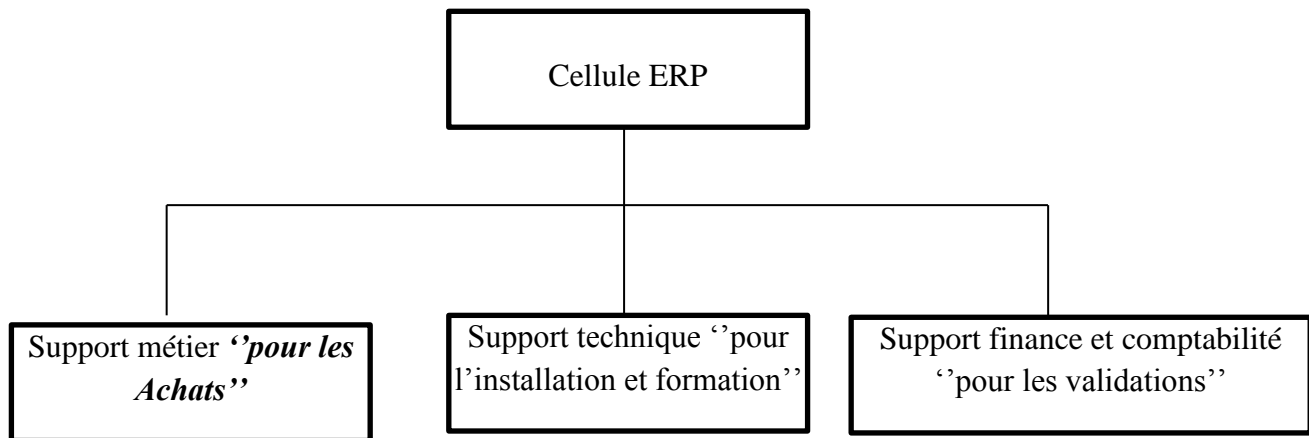 Cellule ERP
Support métier ‘’pour les
Achats’’
Support technique ‘’pour
l’installation et formation’’
Support finance et comptabilité
‘’pour les validations’’